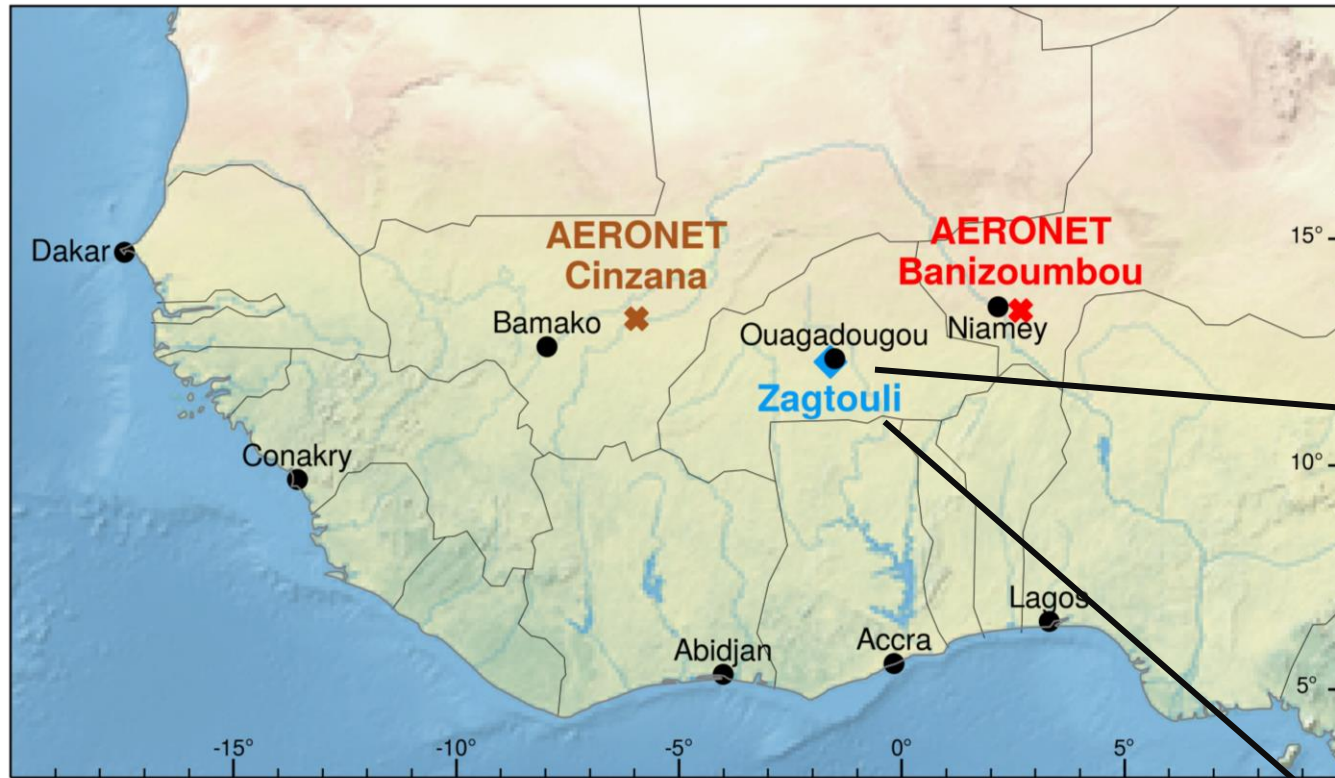 AERONET
Cinzana
AERONET
Banizoumbou
Dakar
15°
Bamako
Niamey
Ouagadougou
Zagtouli
Conakry
10°
Lagos
Accra
Abidjan
5°
-15°
-10°
-5°
0°
5°